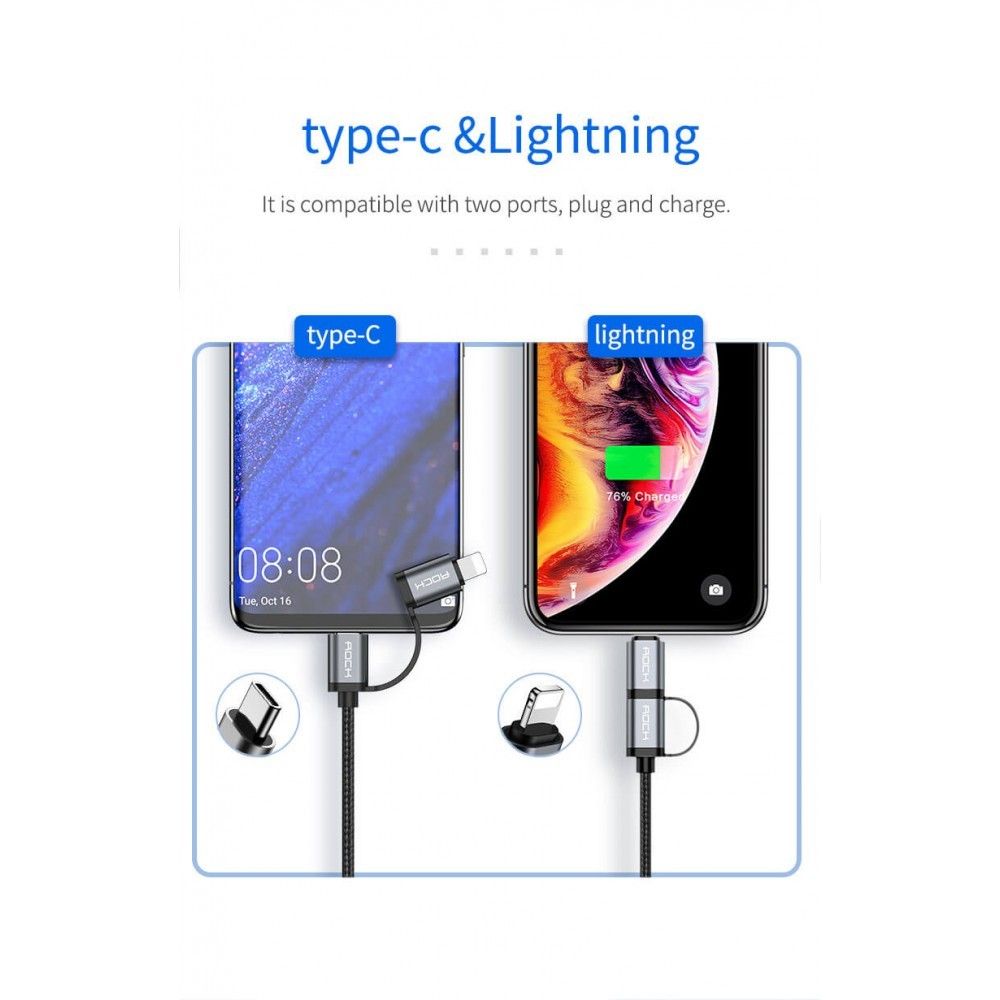 type-c &Lightning
It is compatible with two ports, plug and charge.
type-C
lightning
76% Charged
08:08
Tue, Oct 16
ROCK
ROCK
ROCK
ROCK